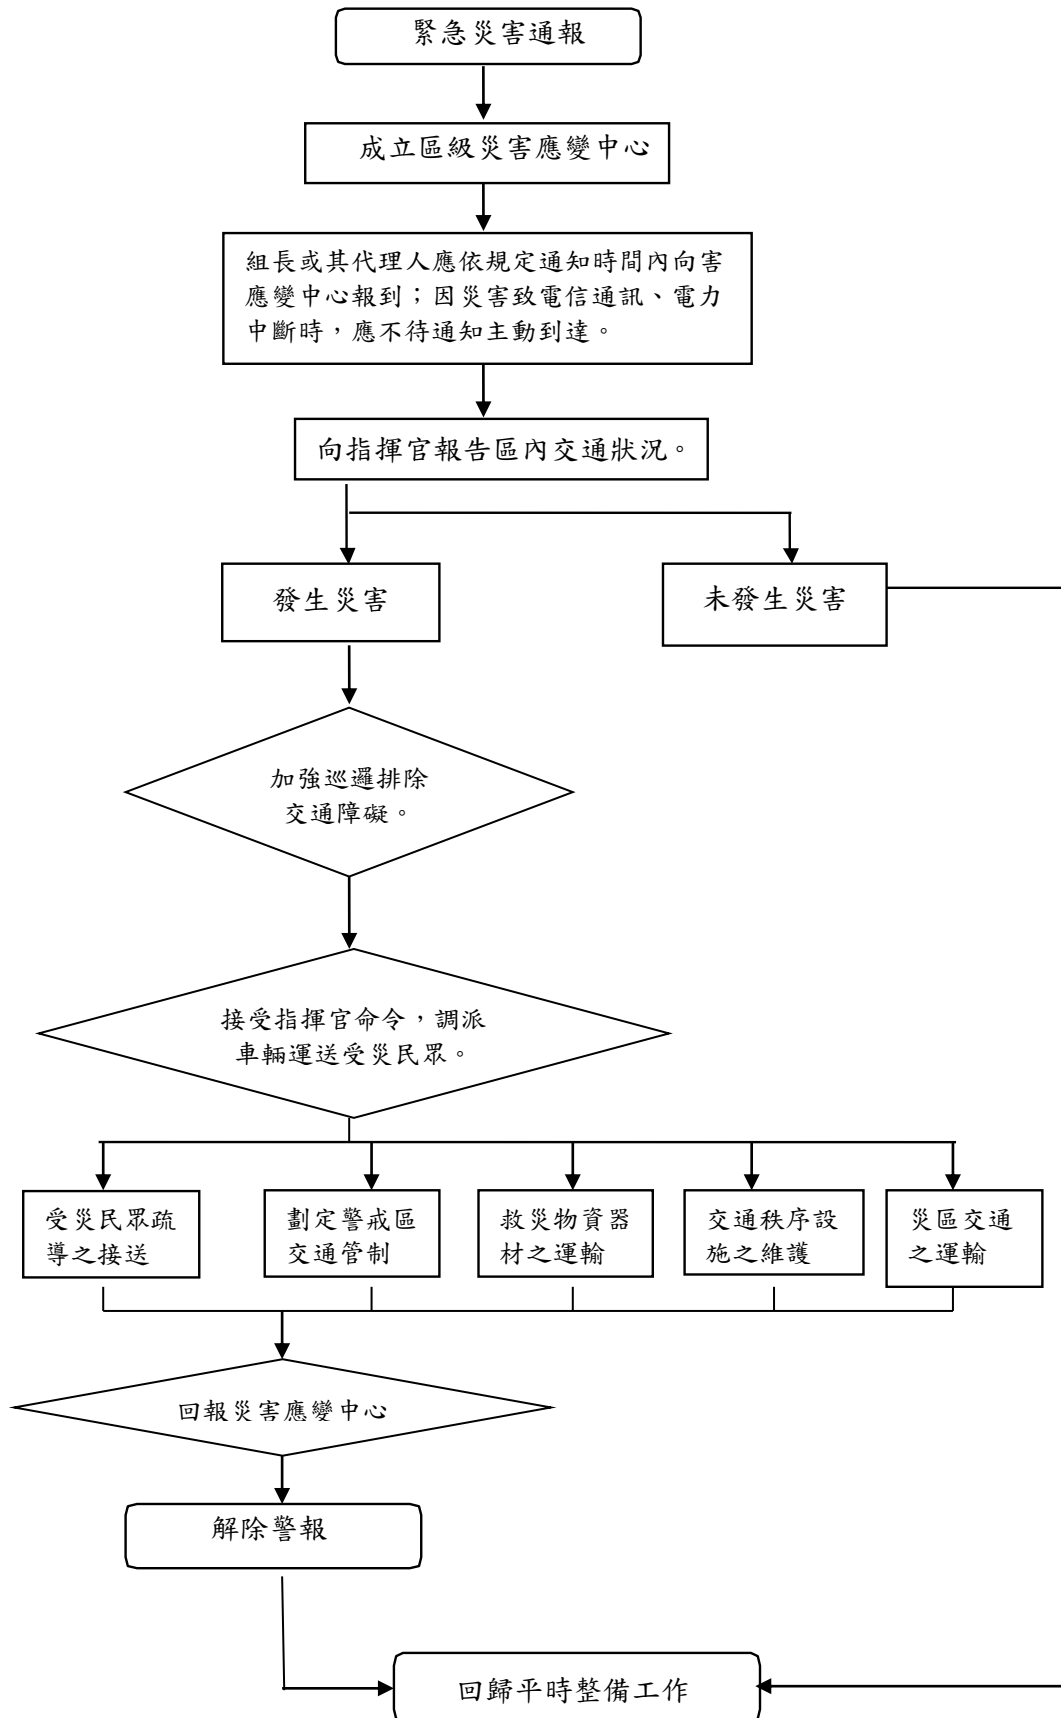 緊急災害通報
成立區級災害應變中心
組長或其代理人應依規定通知時間內向害
應變中心報到；因災害致電信通訊、電力
中斷時，應不待通知主動到達。
向指揮官報告區內交通狀況。
發生災害
未發生災害
加強巡邏排除
交通障礙。
接受指揮官命令，調派
車輛運送受災民眾。
受災民眾疏
導之接送
劃定警戒區
交通管制
救災物資器
材之運輸
交通秩序設
施之維護
災區交通
之運輸
回報災害應變中心
解除警報
回歸平時整備工作